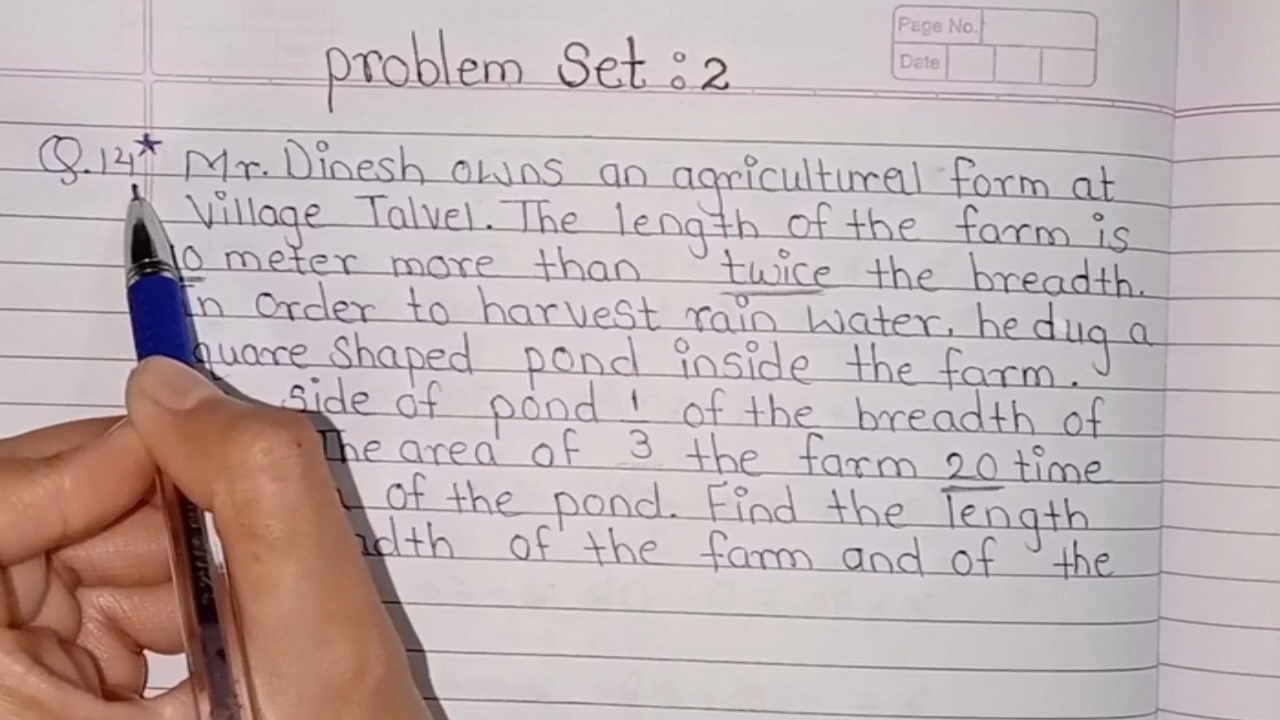 Page No.
Date
problem Set : 2
Q.14* Mr. Dinesh owns an agricultural form at
Village Talvel. The length of the farm is
10 meter more than twice the breadth.
In order to harvest rain water, he dug a
quare shaped pond inside the farm.
side of pond 1 of the breadth of
The area of 3 the farm 20 time
of the pond. Find the length
of the farm and of the